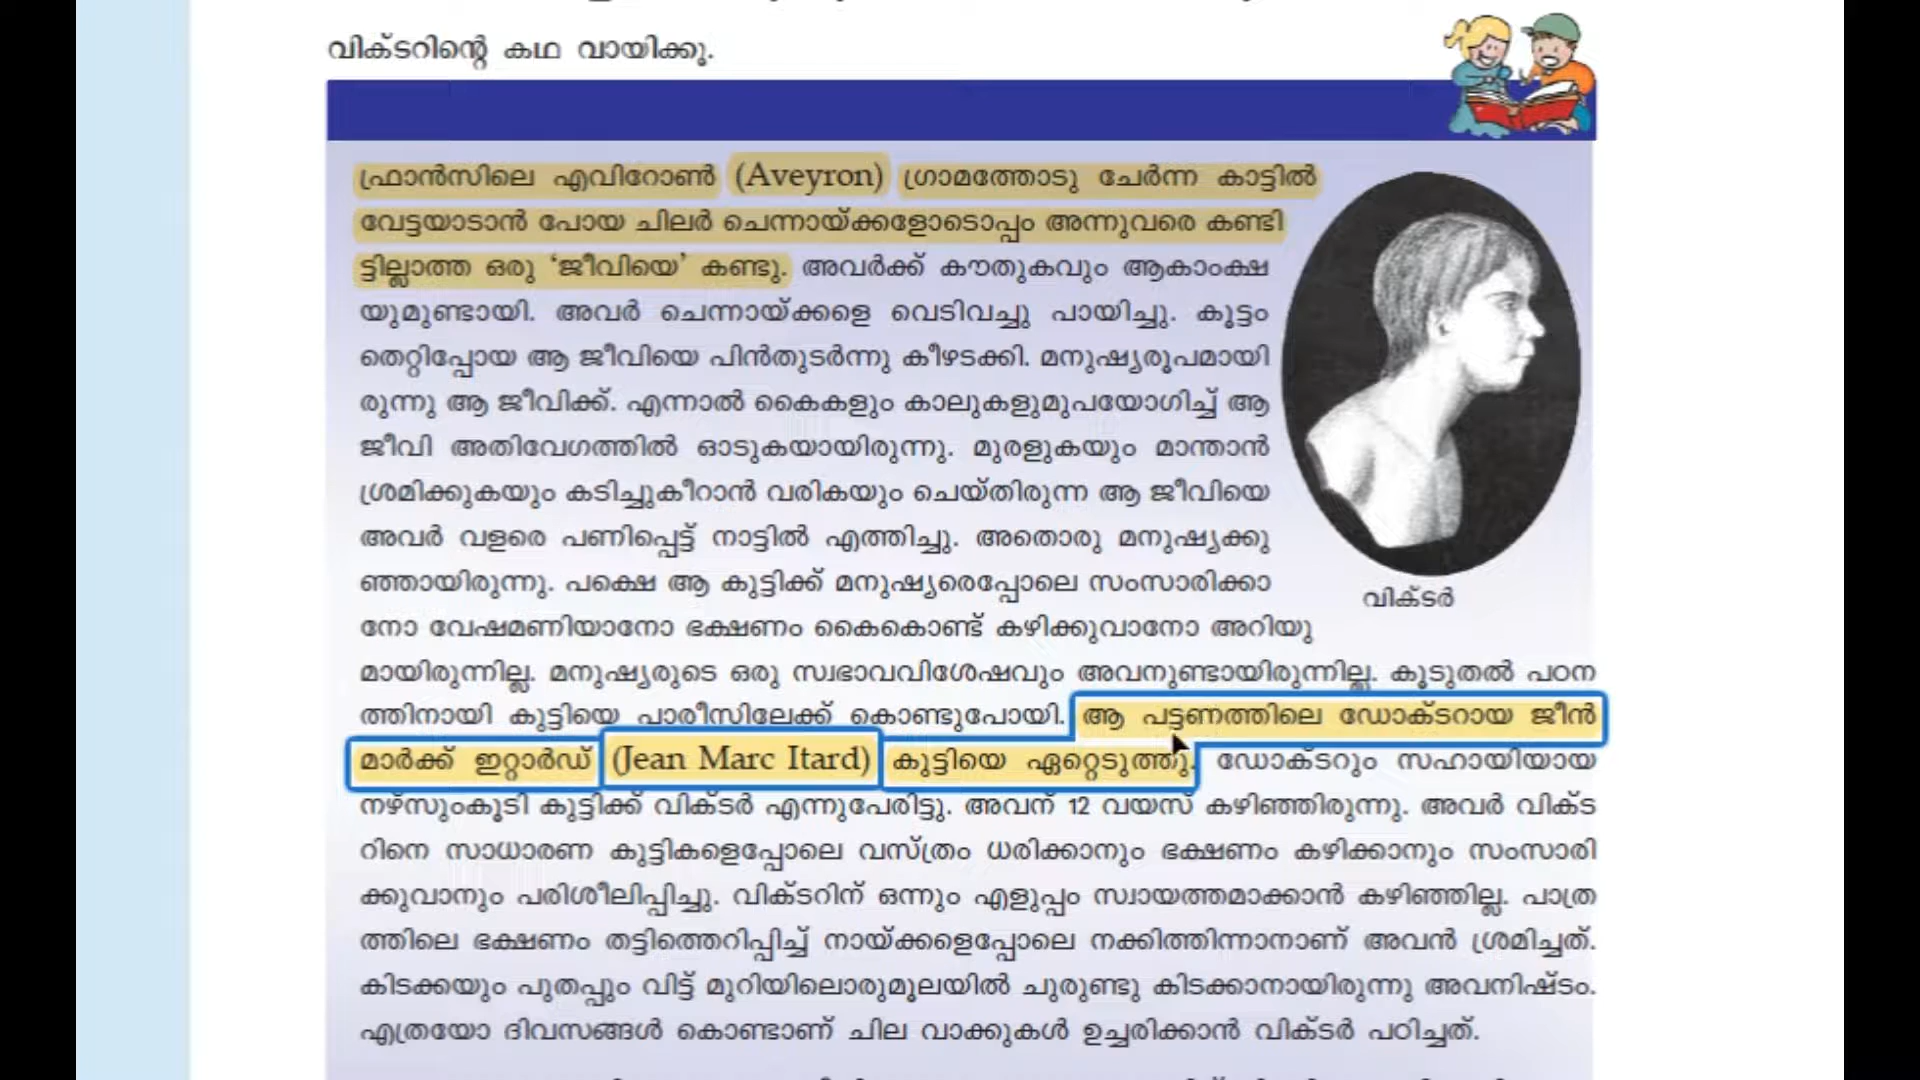 വിക്ടറിന്റെ കഥ വായിക്കൂ.
ഫ്രാൻസിലെ എവിറോൺ (Aveyron) ഗ്രാമത്തോടു ചേർന്ന കാട്ടിൽ
വേട്ടയാടാൻ പോയ ചിലർ ചെന്നായ്ക്കളോടൊപ്പം അന്നുവരെ കണ്ടി
ട്ടില്ലാത്ത ഒരു ‘ജീവിയെ’ കണ്ടു. അവർക്ക് കൗതുകവും ആകാംക്ഷ
യുമുണ്ടായി. അവർ ചെന്നായ്ക്കളെ വെടിവച്ചു പായിച്ചു. കൂട്ടം
തെറ്റിപ്പോയ ആ ജീവിയെ പിൻതുടർന്നു കീഴടക്കി. മനുഷ്യരൂപമായി
രുന്നു ആ ജീവിക്ക്. എന്നാൽ കൈകളും കാലുകളുമുപയോഗിച്ച് ആ
ജീവി അതിവേഗത്തിൽ ഓടുകയായിരുന്നു. മുരളുകയും മാന്താൻ
ശ്രമിക്കുകയും കടിച്ചുകീറാൻ വരികയും ചെയ്തിരുന്ന ആ ജീവിയെ
അവർ വളരെ പണിപ്പെട്ട് നാട്ടിൽ എത്തിച്ചു. അതൊരു മനുഷ്യക്കു
ഞ്ഞായിരുന്നു. പക്ഷെ ആ കുട്ടിക്ക് മനുഷ്യരെപ്പോലെ സംസാരിക്കാ
വിക്ടർ
നോ വേഷമണിയാനോ ഭക്ഷണം കൈകൊണ്ട് കഴിക്കുവാനോ അറിയു
മായിരുന്നില്ല. മനുഷ്യരുടെ ഒരു സ്വഭാവവിശേഷവും അവനുണ്ടായിരുന്നില്ല. കൂടുതൽ പഠന
ത്തിനായി കുട്ടിയെ പാരീസിലേക്ക് കൊണ്ടുപോയി. ആ പട്ടണത്തിലെ ഡോക്ടറായ ജീൻ
മാർക്ക് ഇറ്റാർഡ് (Jean Marc Itard) കുട്ടിയെ ഏറ്റെടുത്തു. ഡോക്ടറും സഹായിയായ
നഴ്സുംകൂടി കുട്ടിക്ക് വിക്ടർ എന്നുപേരിട്ടു. അവന് 12 വയസ് കഴിഞ്ഞിരുന്നു. അവർ വിക്ട
റിനെ സാധാരണ കുട്ടികളെപ്പോലെ വസ്ത്രം ധരിക്കാനും ഭക്ഷണം കഴിക്കാനും സംസാരി
ക്കുവാനും പരിശീലിപ്പിച്ചു. വിക്ടറിന് ഒന്നും എളുപ്പം സ്വായത്തമാക്കാൻ കഴിഞ്ഞില്ല. പാത്ര
ത്തിലെ ഭക്ഷണം തട്ടിത്തെറിപ്പിച്ച് നായ്ക്കളെപ്പോലെ നക്കിത്തിന്നാനാണ് അവൻ ശ്രമിച്ചത്.
കിടക്കയും പുതപ്പും വിട്ട് മുറിയിലൊരുമൂലയിൽ ചുരുണ്ടു കിടക്കാനായിരുന്നു അവനിഷ്ടം.
എത്രയോ ദിവസങ്ങൾ കൊണ്ടാണ് ചില വാക്കുകൾ ഉച്ചരിക്കാൻ വിക്ടർ പഠിച്ചത്.